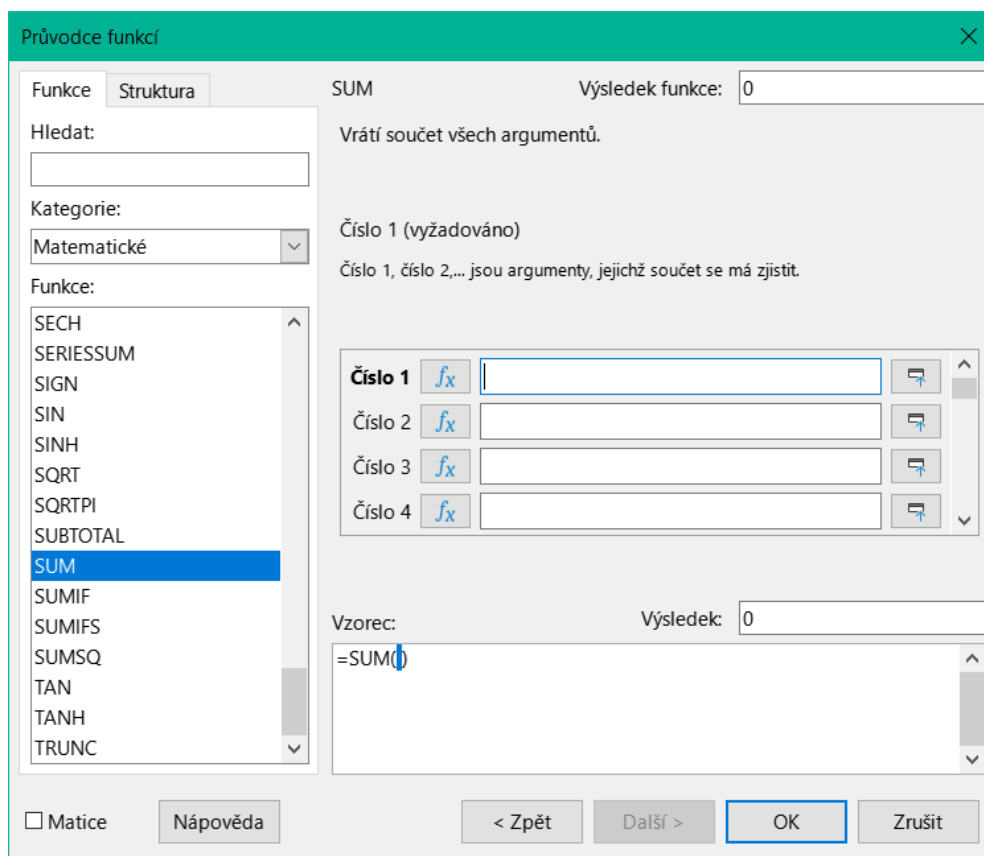 Průvodce funkcí
Funkce
Struktura
Hledat:
Kategorie:
Matematické
Funkce:
SECH
SERIESSUM
SIGN
SIN
SINH
SQRT
SQRTPI
SUBTOTAL
SUM
SUMIF
SUMIFS
SUMSQ
TAN
TANH
TRUNC
SUM
Výsledek funkce: 0
Vrátí součet všech argumentů.
Číslo 1 (vyžadováno)
Číslo 1, číslo 2,... jsou argumenty, jejichž součet se má zjistit.
Číslo 1 fx
Číslo 2 fx
Číslo 3 fx
Číslo 4 fx
Vzorec:
Výsledek: 0
=SUM()
Matice
Nápověda
< Zpět
Další >
OK
Zrušit